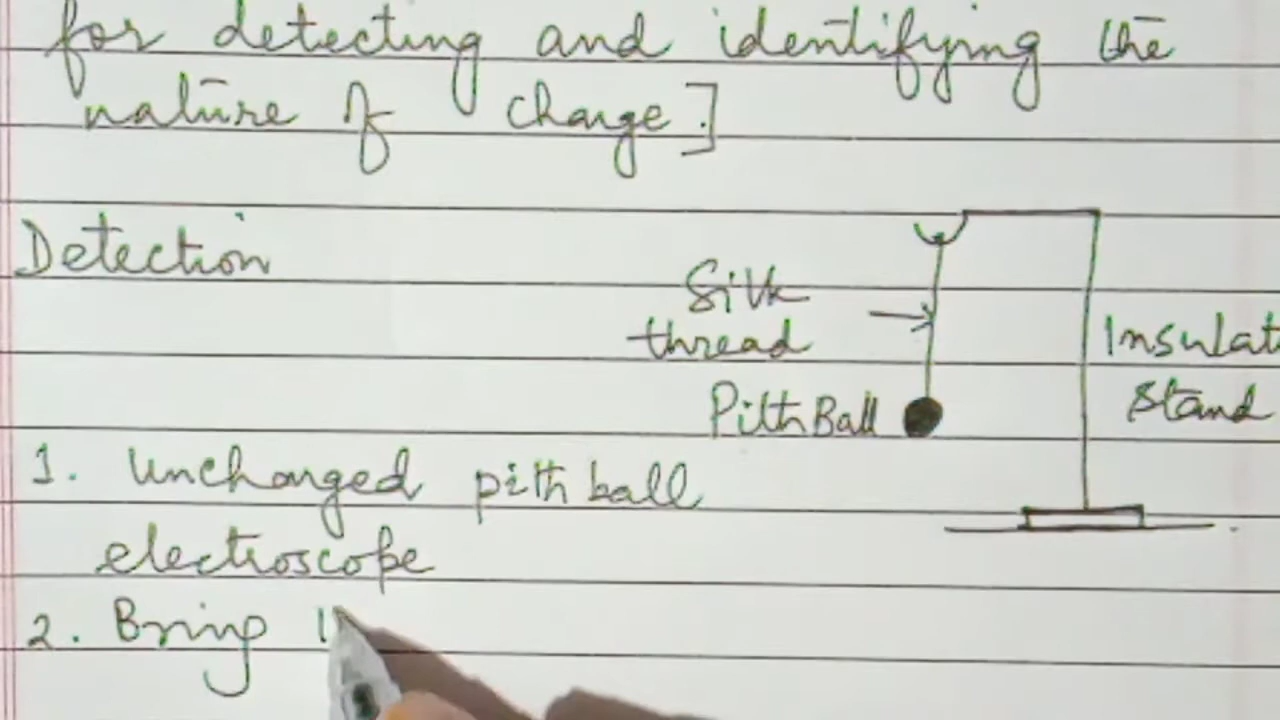 for detecting and identifying the
nature of charge.]
Detection
Silk
thread
Insulat
Stand
Pith Ball
1. Uncharged pith ball
electroscope
2. Bring